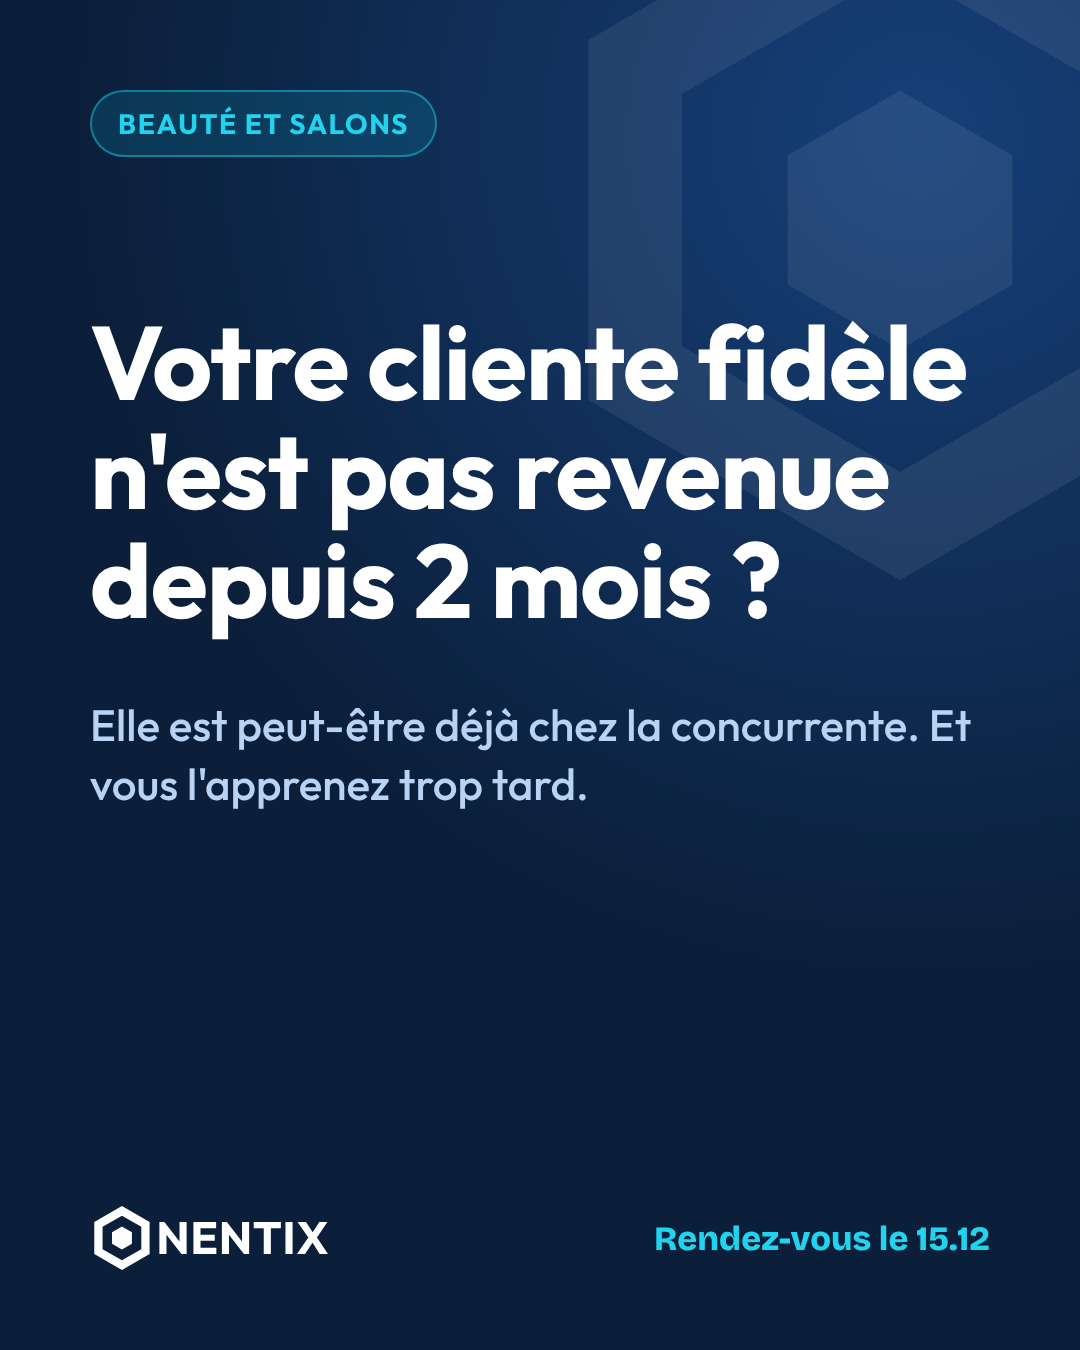 BEAUTÉ ET SALONS
Votre cliente fidèle
n'est pas revenue
depuis 2 mois ?
Elle est peut-être déjà chez la concurrente. Et
vous l'apprenez trop tard.
NENTIX
Rendez-vous le 15.12